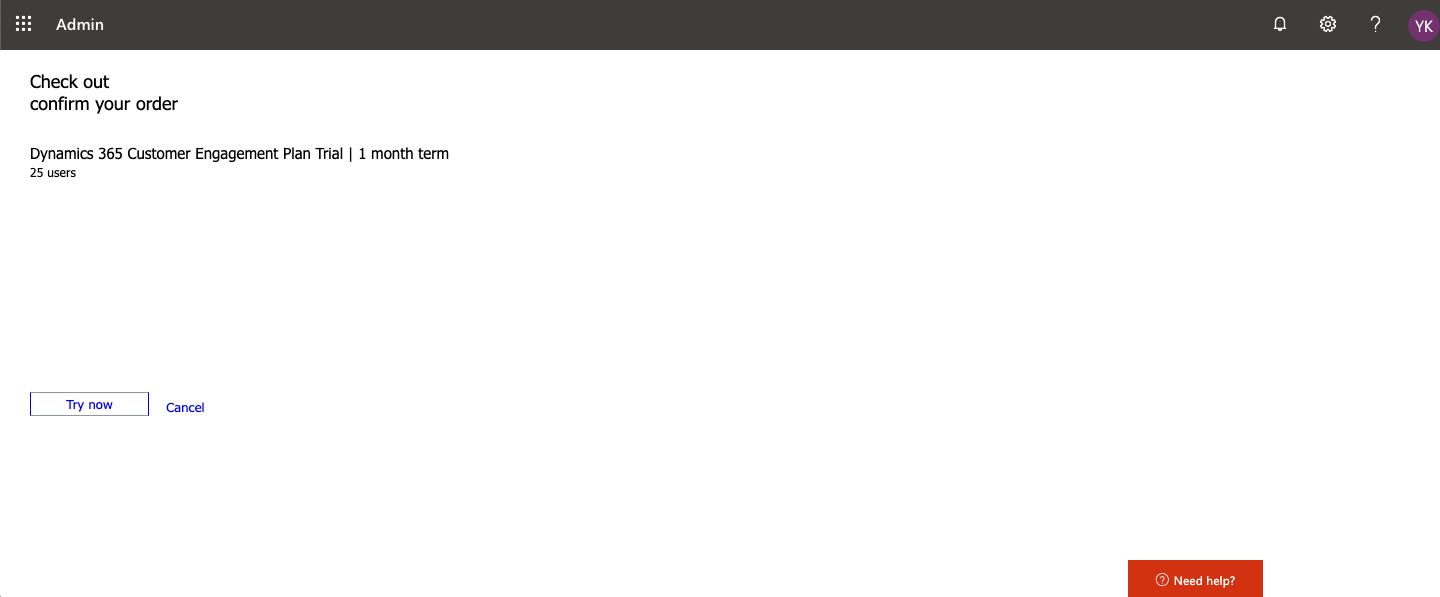 Admin
YK
Check out
confirm your order
Dynamics 365 Customer Engagement Plan Trial | 1 month term
25 users
Try now
Cancel
Need help?